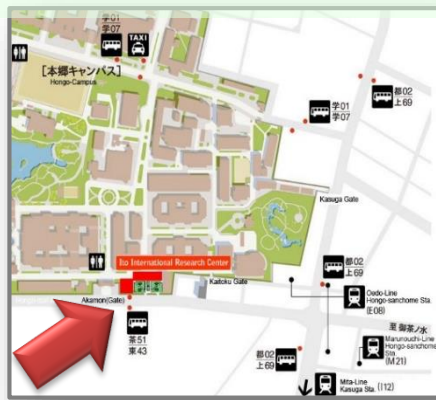 学01
学07
TAXI
[本郷キャンパス]
Hongo-Campus
学01
学07
都02
上69
Kasuga Gate
Ito International Research Center
Kaitoku Gate
Akamon(Gate)
茶51
東43
都02
上69
Oedo-Line
Hongo-sanchome Sta.
(E08)
至 御茶ノ水
Marunouchi-Line
Hongo-sanchome
Sta.
(M21)
都02
上69
Mita-Line
Kasuga Sta. (I12)